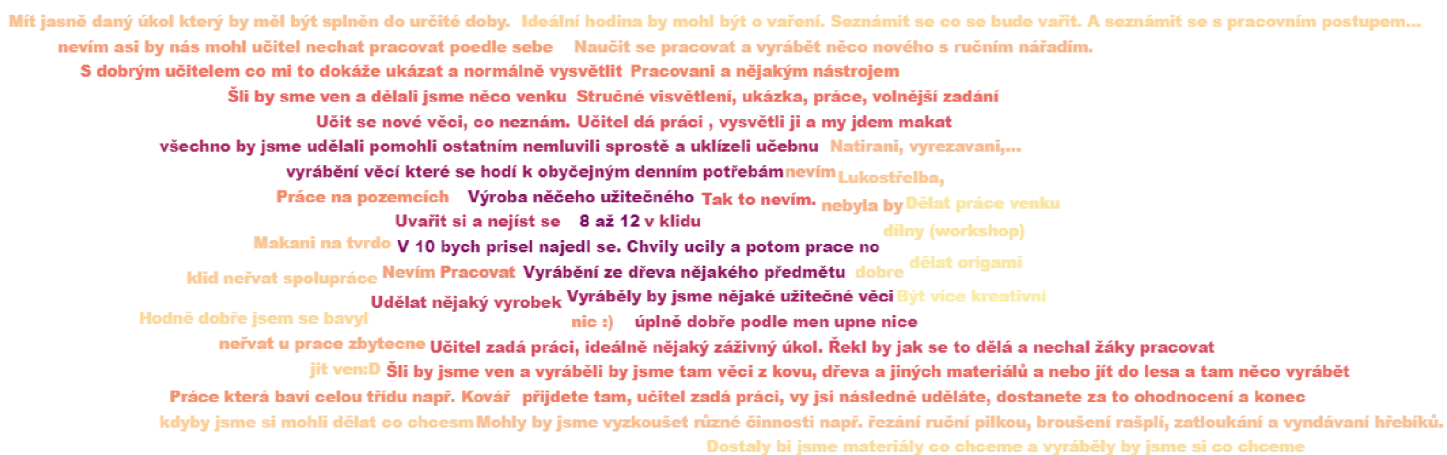 Mít jasně daný úkol který by měl být splněn do určité doby. Ideální hodina by mohl být o vaření. Seznámit se co se bude vařit. A seznámit se s pracovním postupem...
nevím asi by nás mohl učitel nechat pracovat poedle sebe Naučit se pracovat a vyrábět něco nového s ručním nářadím.
S dobrým učitelem co mi to dokáže ukázat a normálně vysvětlit Pracovani a nějakým nástrojem
Šli by sme ven a dělali jsme něco venku Stručné visvětlení, ukázka, práce, volnější zadání
Učit se nové věci, co neznám. Učitel dá práci , vysvětli ji a my jdem makat
všechno by jsme udělali pomohli ostatním nemluvili sprostě a uklízeli učebnu Natirani, vyrezavani,...
vyrábění věcí které se hodí k obyčejným denním potřebám nevím Lukostřelba,
Práce na pozemcích Výroba něčeho užitečného Tak to nevím. nebyla by Dělat práce venku
Uvařit si a nejíst se 8 až 12 v klidu dílny (workshop)
Makani na tvrdo V 10 bych prisel najedl se. Chvily ucily a potom prace no
klid neřvat spolupráce Nevím Pracovat Vyrábění ze dřeva nějakého předmětu dobre dělat origami
Udělat nějaký vyrobek Vyráběly by jsme nějaké užitečné věci Být více kreativní
Hodně dobře jsem se bavyl nic :) úplně dobře podle men upne nice
neřvat u prace zbytecne Učitel zadá práci, ideálně nějaký záživný úkol. Řekl by jak se to dělá a nechal žáky pracovat
jit ven:D Šli by jsme ven a vyráběli by jsme tam věci z kovu, dřeva a jiných materiálů a nebo jít do lesa a tam něco vyrábět
Práce která baví celou třídu např. Kovář přijdete tam, učitel zadá práci, vy jsi následně uděláte, dostanete za to ohodnocení a konec
kdyby jsme si mohli dělat co chcesm Mohly by jsme vyzkoušet různé činnosti např. řezání ruční pilkou, broušení rašplí, zatloukání a vyndávaní hřebíků.
Dostaly bi jsme materiály co chceme a vyráběly by jsme si co chceme